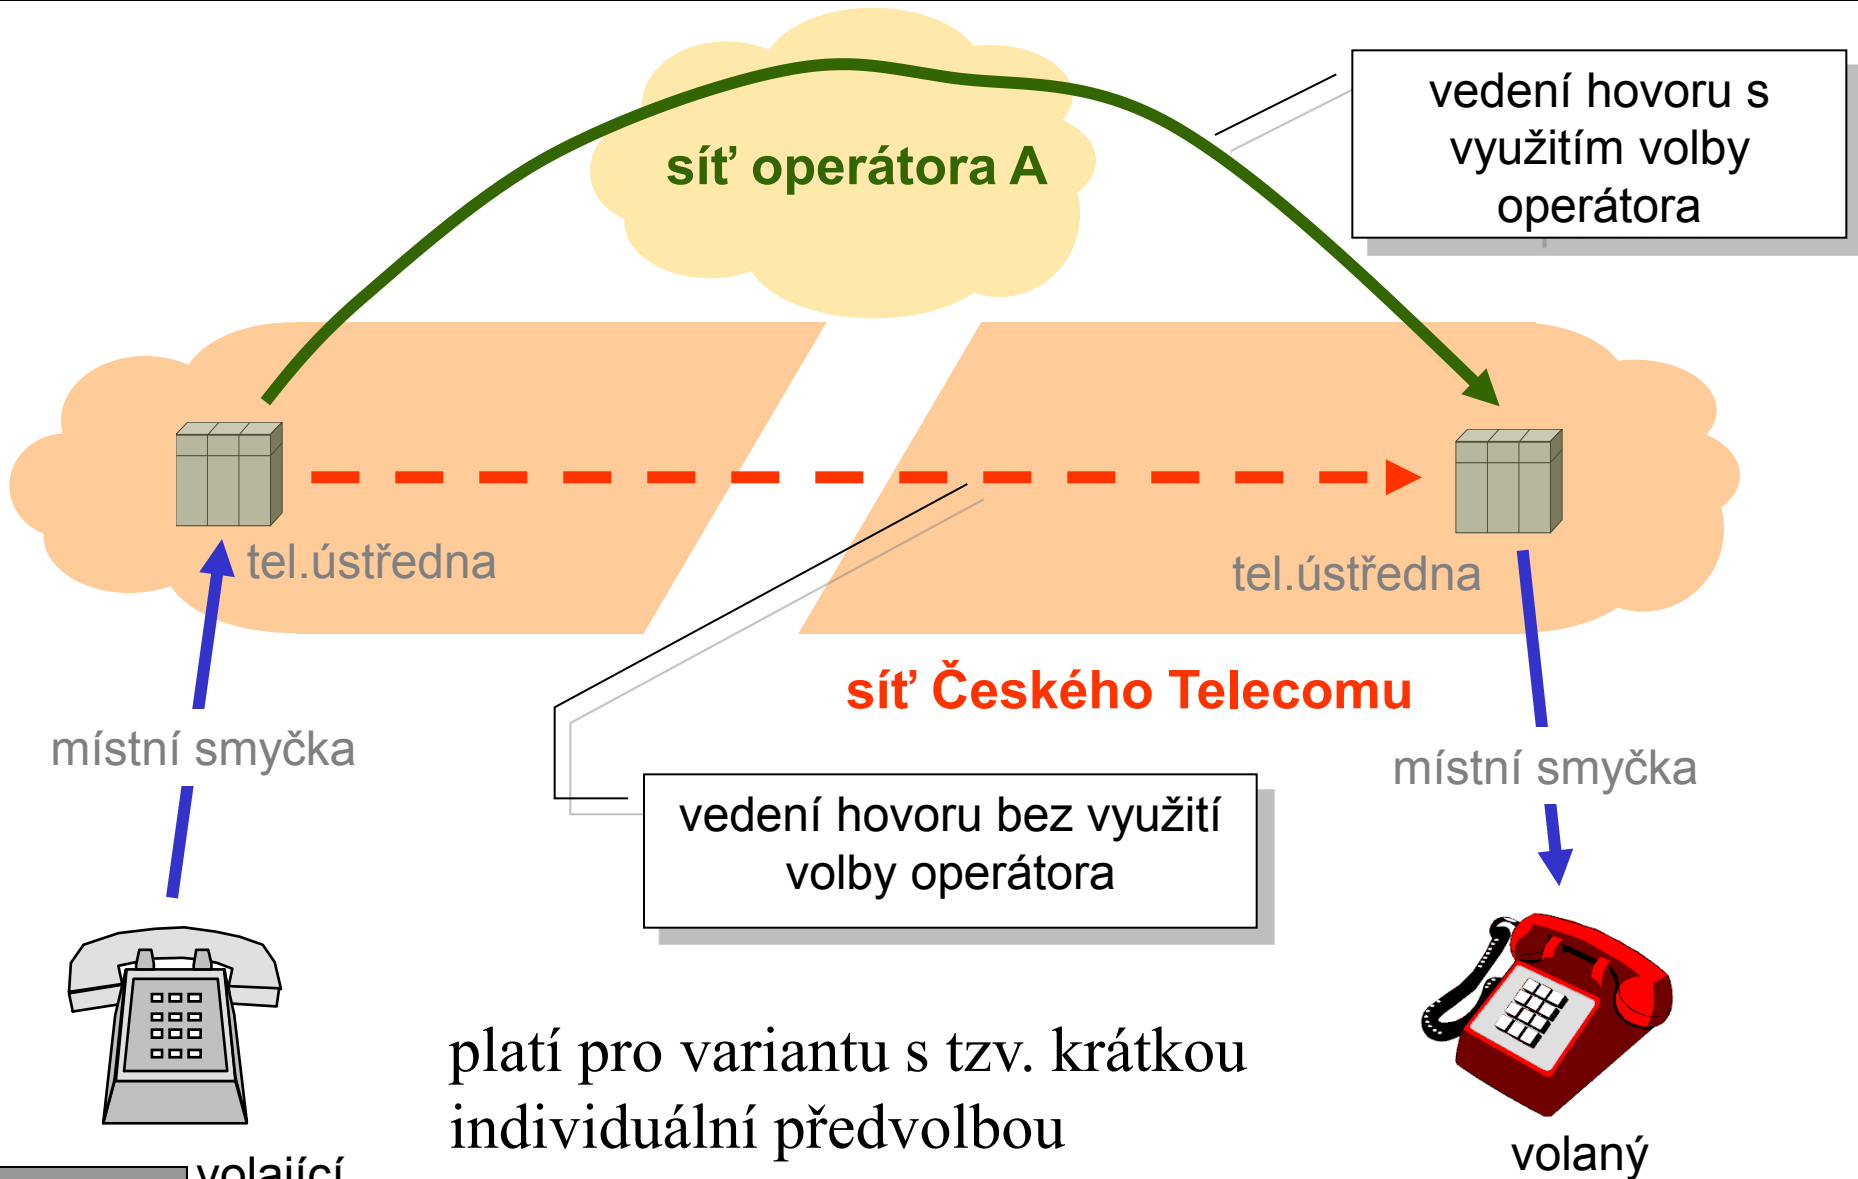 vedení hovoru s
využitím volby
operátora
síť operátora A
tel.ústředna
tel.ústředna
síť Českého Telecomu
místní smyčka
místní smyčka
vedení hovoru bez využití
volby operátora
platí pro variantu s tzv. krátkou
individuální předvolbou
volající
volaný